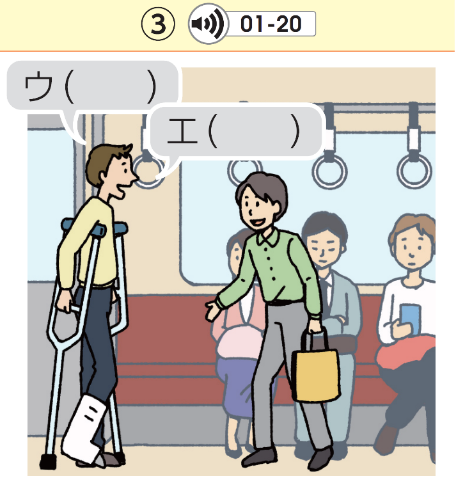 ③ 01-20
ウ(　　)
エ(　　)